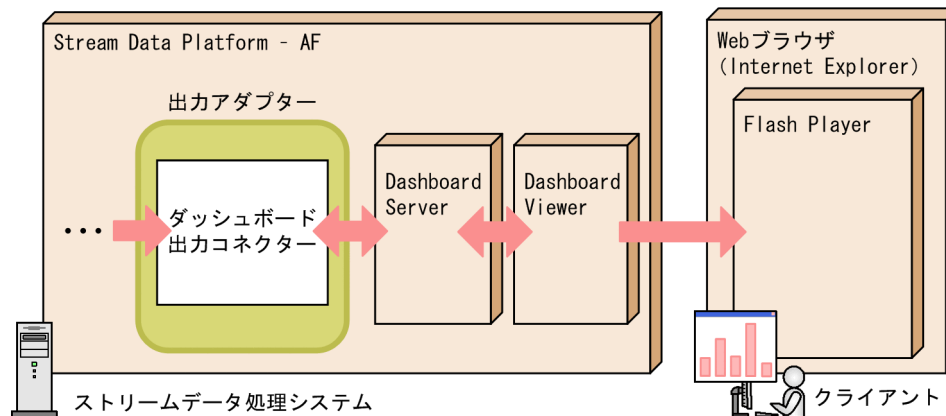 Stream Data Platform - AF
出力アダプター
・・・
ダッシュボード
出力コネクター
Dashboard
Server
Dashboard
Viewer
Webブラウザ
(Internet Explorer)
Flash Player
ストリームデータ処理システム
クライアント